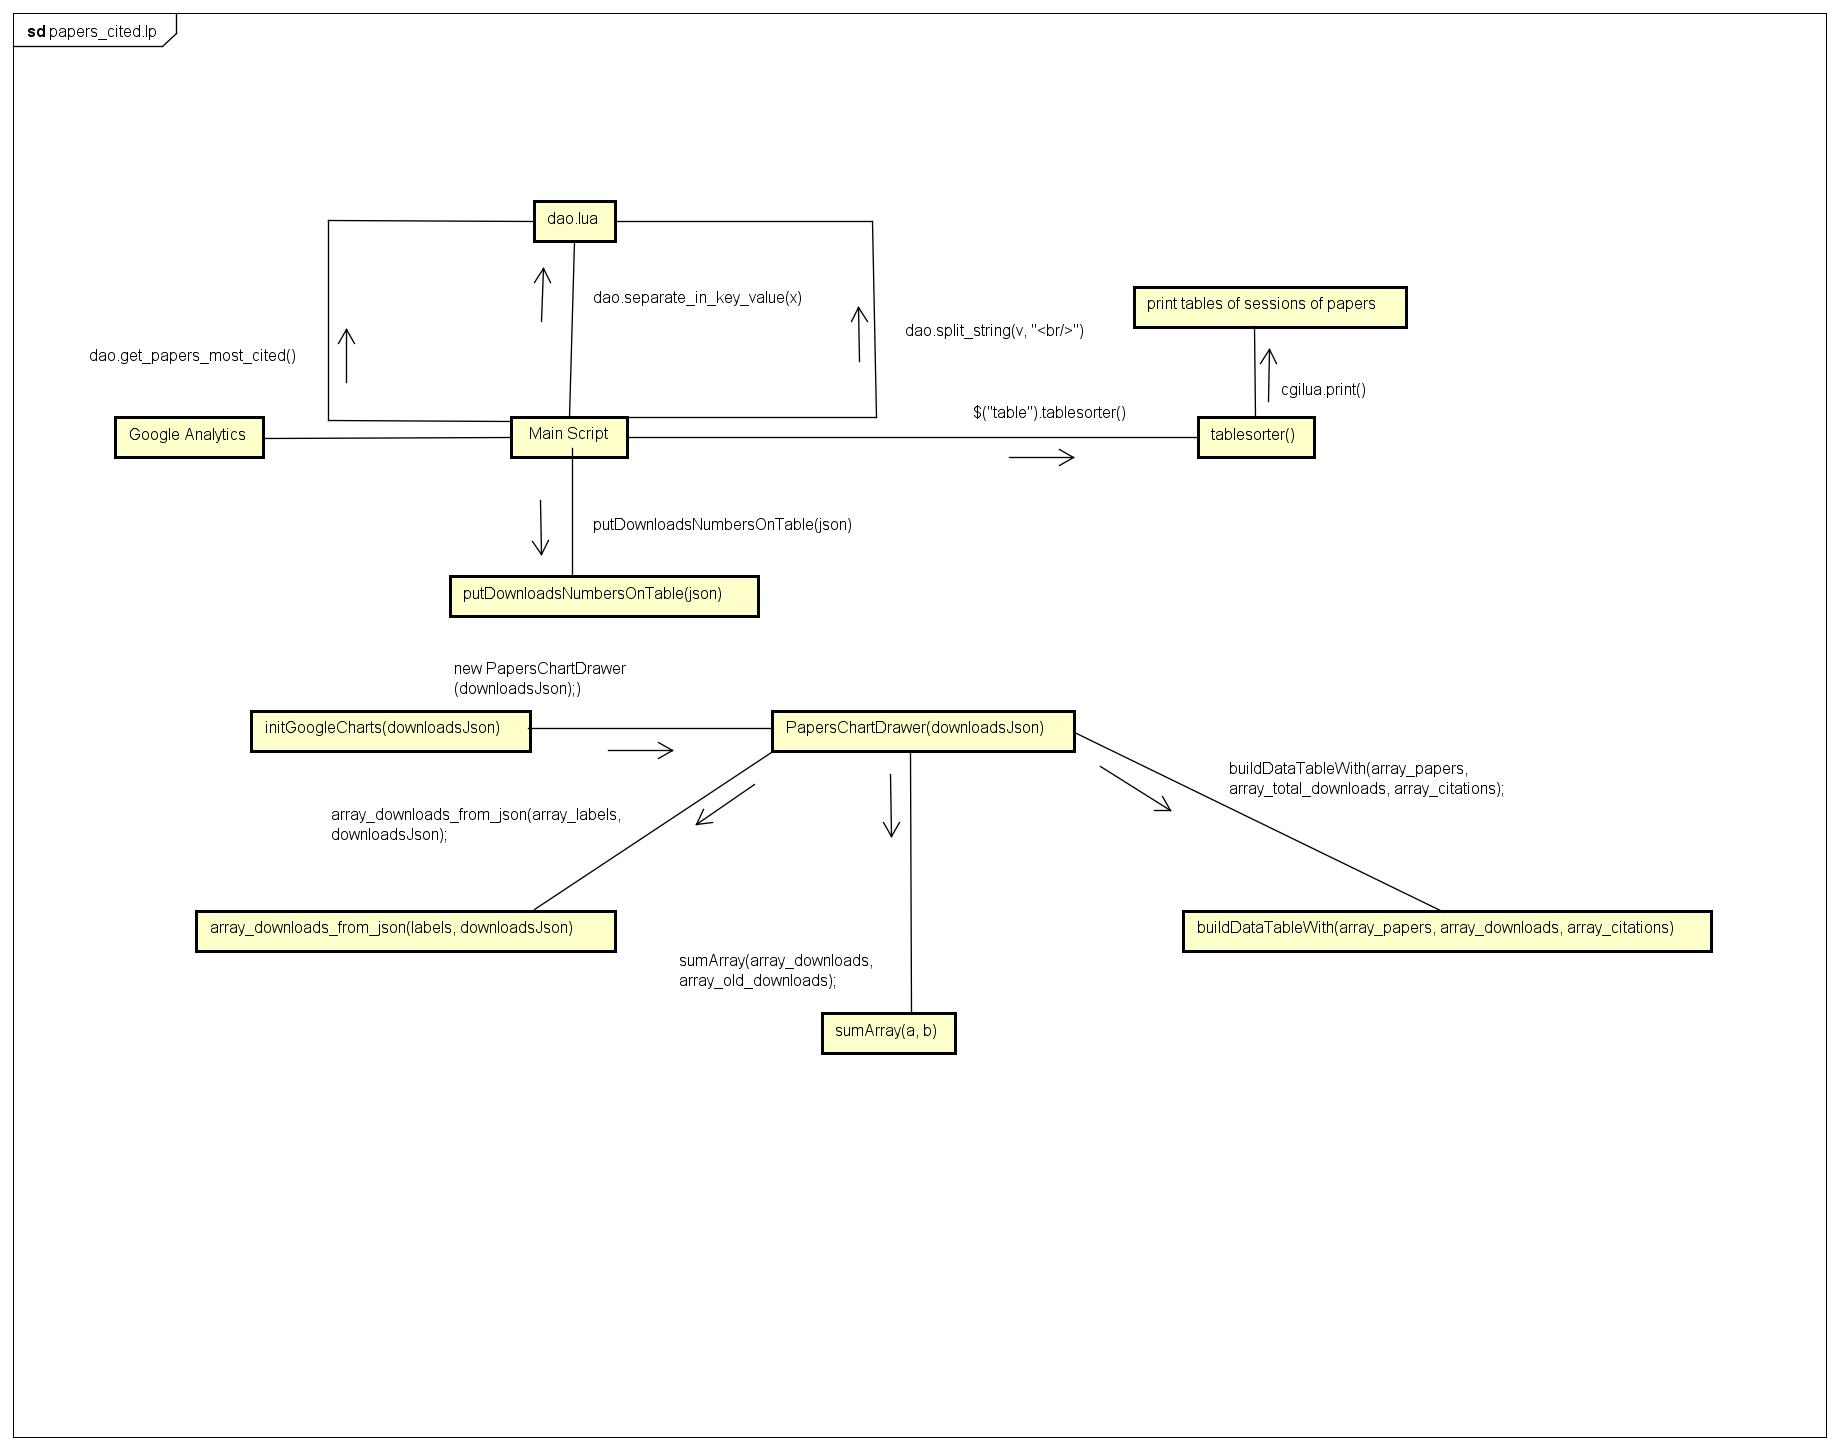 sd papers_cited.lp
dao.lua
dao.separate_in_key_value(x)
print tables of sessions of papers
dao.split_string(v, "<br/>")
dao.get_papers_most_cited()
cgilua.print()
$("table").tablesorter()
Google Analytics
Main Script
tablesorter()
putDownloadsNumbersOnTable(json)
putDownloadsNumbersOnTable(json)
new PapersChartDrawer
(downloadsJson);)
initGoogleCharts(downloadsJson)
PapersChartDrawer(downloadsJson)
buildDataTableWith(array_papers,
array_total_downloads, array_citations);
array_downloads_from_json(array_labels,
downloadsJson);
array_downloads_from_json(labels, downloadsJson)
buildDataTableWith(array_papers, array_downloads, array_citations)
sumArray(array_downloads,
array_old_downloads);
sumArray(a, b)